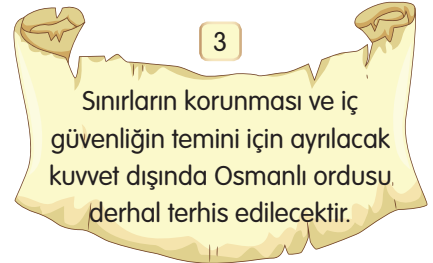 3
Sınırların korunması ve iç
güvenliğin temini için ayrılacak
kuvvet dışında Osmanlı ordusu
derhal terhis edilecektir.